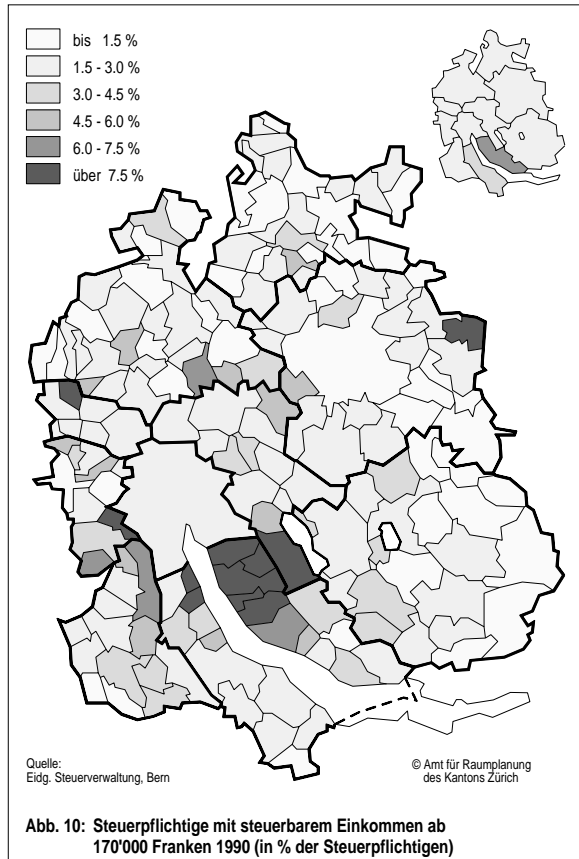 bis 1.5 %
1.5 - 3.0 %
3.0 - 4.5 %
4.5 - 6.0 %
6.0 - 7.5 %
über 7.5 %
Quelle:
Eidg. Steuerverwaltung, Bern
© Amt für Raumplanung
des Kantons Zürich
Abb. 10: Steuerpflichtige mit steuerbarem Einkommen ab
170'000 Franken 1990 (in % der Steuerpflichtigen)